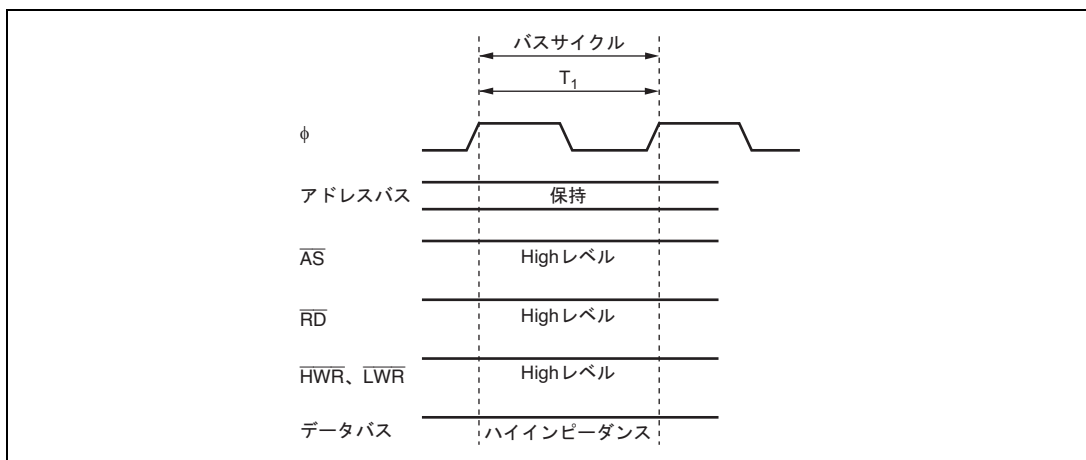 バスサイクル
T1
φ
アドレスバス 保持
AS Highレベル
RD Highレベル
HWR、LWR Highレベル
データバス ハイインピーダンス